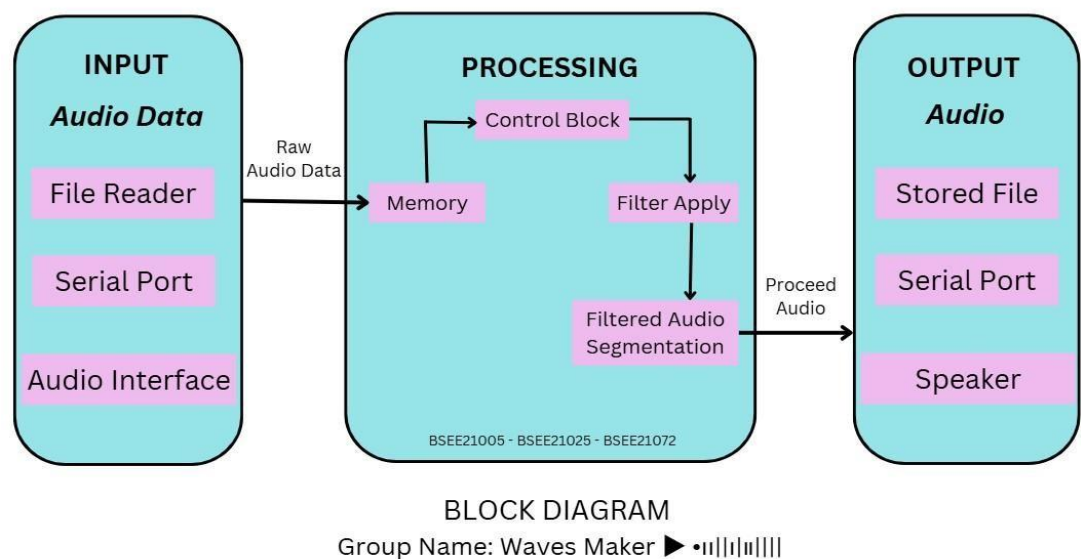 INPUT
Audio Data
File Reader
Serial Port
Audio Interface
Raw
Audio Data
PROCESSING
Control Block
Memory
Filter Apply
Filtered Audio
Segmentation
BSEE21005 - BSEE21025 - BSEE21072
Proceed
Audio
OUTPUT
Audio
Stored File
Serial Port
Speaker
BLOCK DIAGRAM
Group Name: Waves Maker